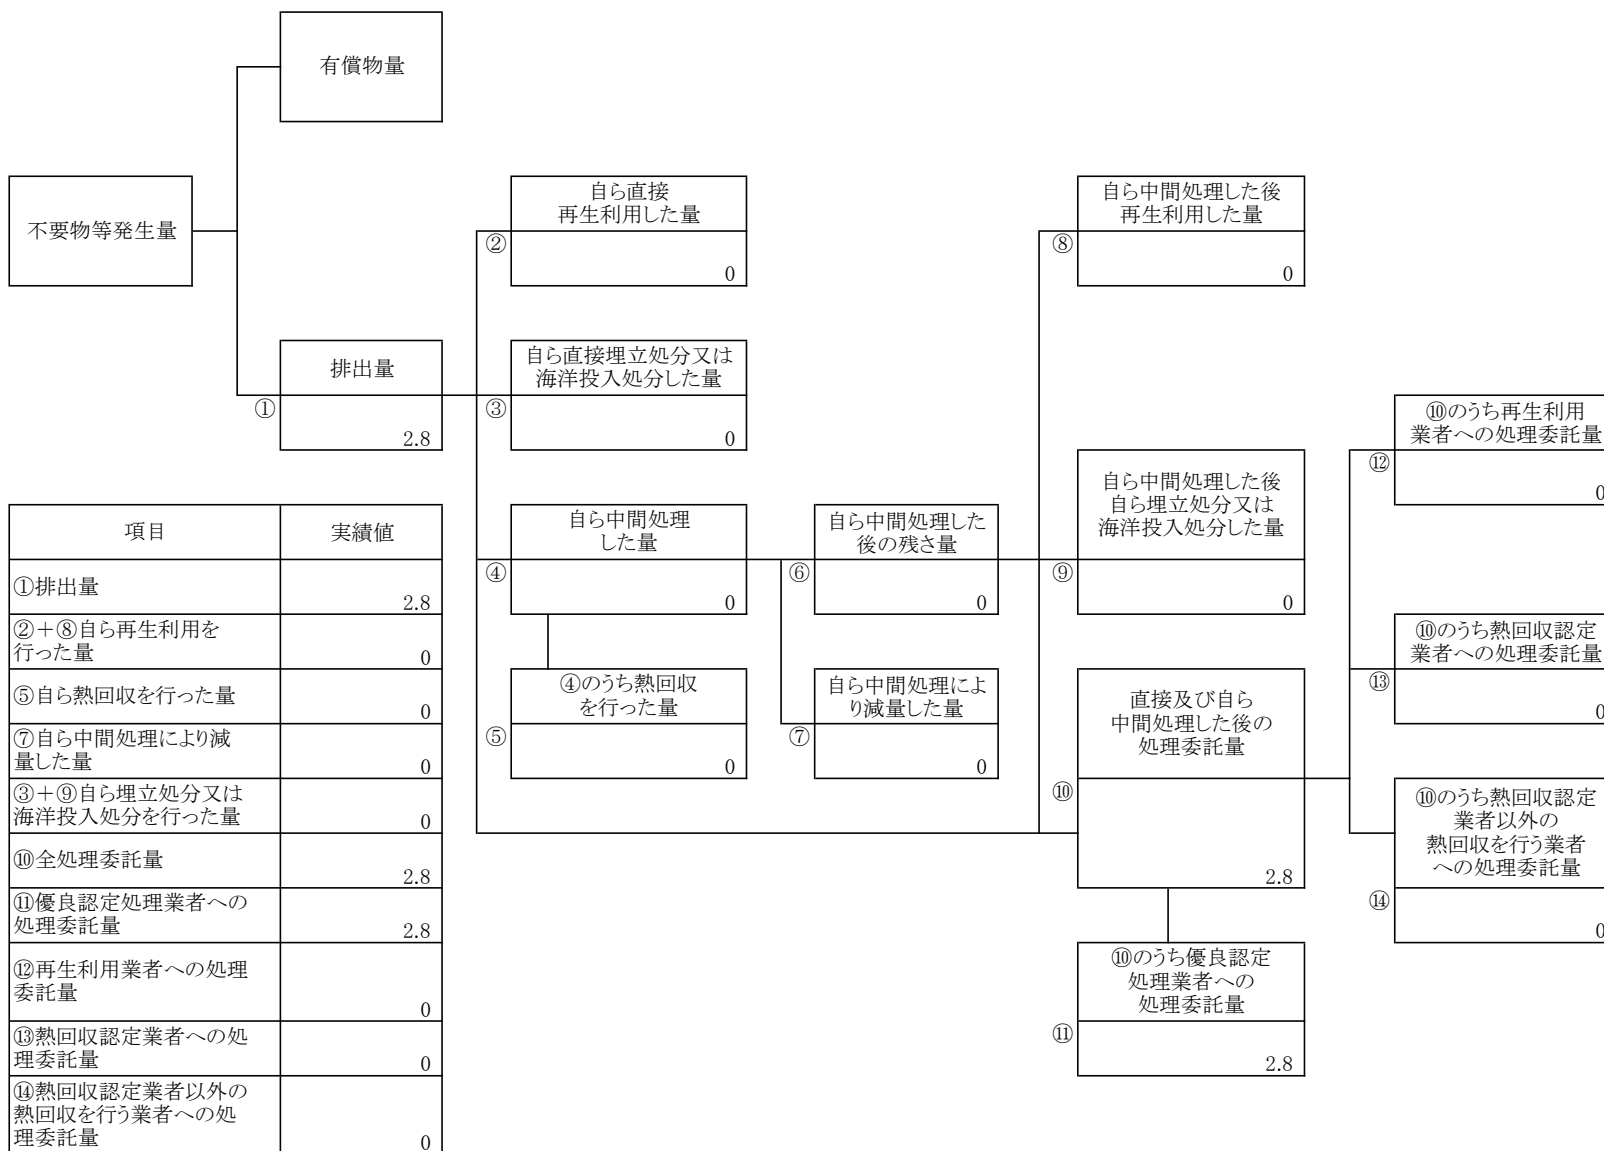 有償物量
不要物等発生量
自ら直接
再生利用した量
②
0
自ら中間処理した後
再生利用した量
⑧
0
排出量
①
2.8
自ら直接埋立処分又は
海洋投入処分した量
③
0
⑩のうち再生利用
業者への処理委託量
⑫
0
自ら中間処理した後
自ら埋立処分又は
海洋投入処分した量
⑨
0
自ら中間処理
した量
④
0
自ら中間処理した
後の残さ量
⑥
0
⑩のうち熱回収認定
業者への処理委託量
⑬
0
④のうち熱回収
を行った量
⑤
0
自ら中間処理によ
り減量した量
⑦
0
直接及び自ら
中間処理した後の
処理委託量
⑩
2.8
⑩のうち熱回収認定
業者以外の
熱回収を行う業者
への処理委託量
⑭
0
⑩のうち優良認定
処理業者への
処理委託量
⑪
2.8
項目 実績値
①排出量
2.8
②+⑧自ら再生利用を
行った量
0
⑤自ら熱回収を行った量
0
⑦自ら中間処理により減
量した量
0
③+⑨自ら埋立処分又は
海洋投入処分を行った量
0
⑩全処理委託量
2.8
⑪優良認定処理業者への
処理委託量
2.8
⑫再生利用業者への処理
委託量
0
⑬熱回収認定業者への処
理委託量
0
⑭熱回収認定業者以外の
熱回収を行う業者への処
理委託量
0